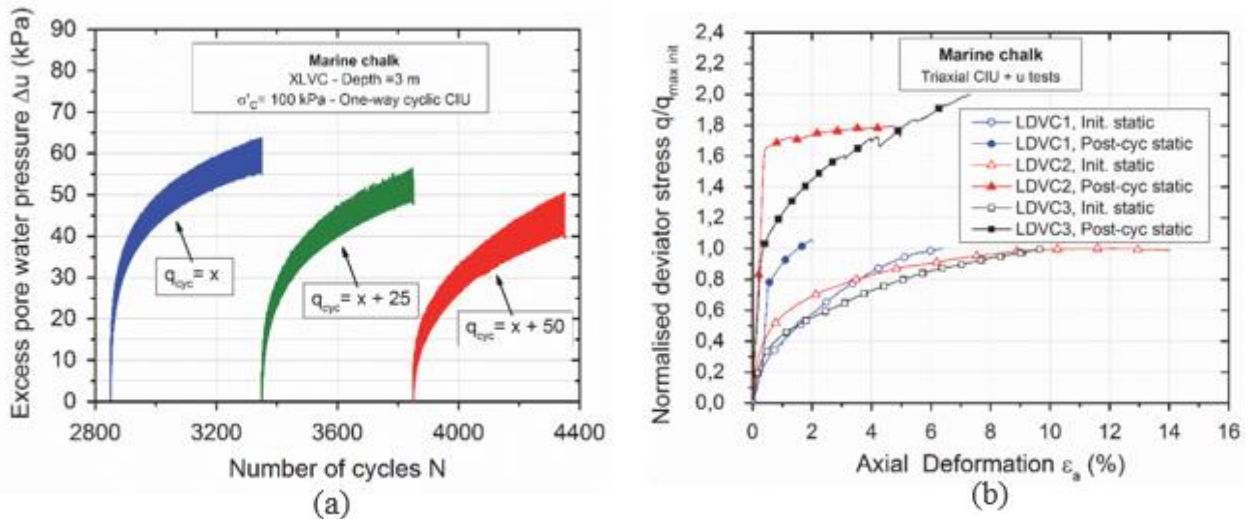 90
80
70
60
50
40
30
20
10
0
Excess pore water pressure Δu (kPa)
Marine chalk
XLVC - Depth =3 m
σ'c= 100 kPa - One-way cyclic CIU
qcyc= x
qcyc= x + 25
qcyc= x + 50
2800 3200 3600 4000 4400
Number of cycles N
(a)
2,4
2,2
2,0
1,8
1,6
1,4
1,2
1,0
0,8
0,6
0,4
0,2
0,0
Normalised deviator stress q/qmax init
Marine chalk
Triaxial CIU + u tests
LDVC1, Init. static
LDVC1, Post-cyc static
LDVC2, Init. static
LDVC2, Post-cyc static
LDVC3, Init. static
LDVC3, Post-cyc static
0 2 4 6 8 10 12 14 16
Axial Deformation εa (%)
(b)